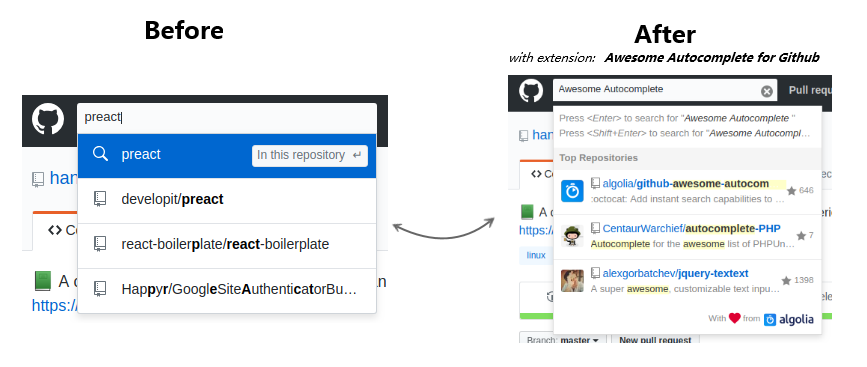 Before
preact
han
preact
In this repository ↵
developit/preact
<> Co
react-boilerplate/react-boilerplate
A c
an
Happyr/GoogleSiteAuthenticatorBu…
https:/
After
with extension: Awesome Autocomplete for Github
Awesome Autocomplete
Pull requ
Press <Enter> to search for "Awesome Autocomplete "
Press <Shift+Enter> to search for "Awesome Autocompl…
han
Top Repositories
<> Co
algolia/github-awesome-autocom
646
:octocat: Add instant search capabilities to …
A c
CentaurWarchief/autocomplete-PHP
7
https:/
Autocomplete for the awesome list of PHPUn…
linux
alexgorbatchev/jquery-textext
1398
A super awesome, customizable text inpu…
With ❤ from algolia
Branch: master
New pull request